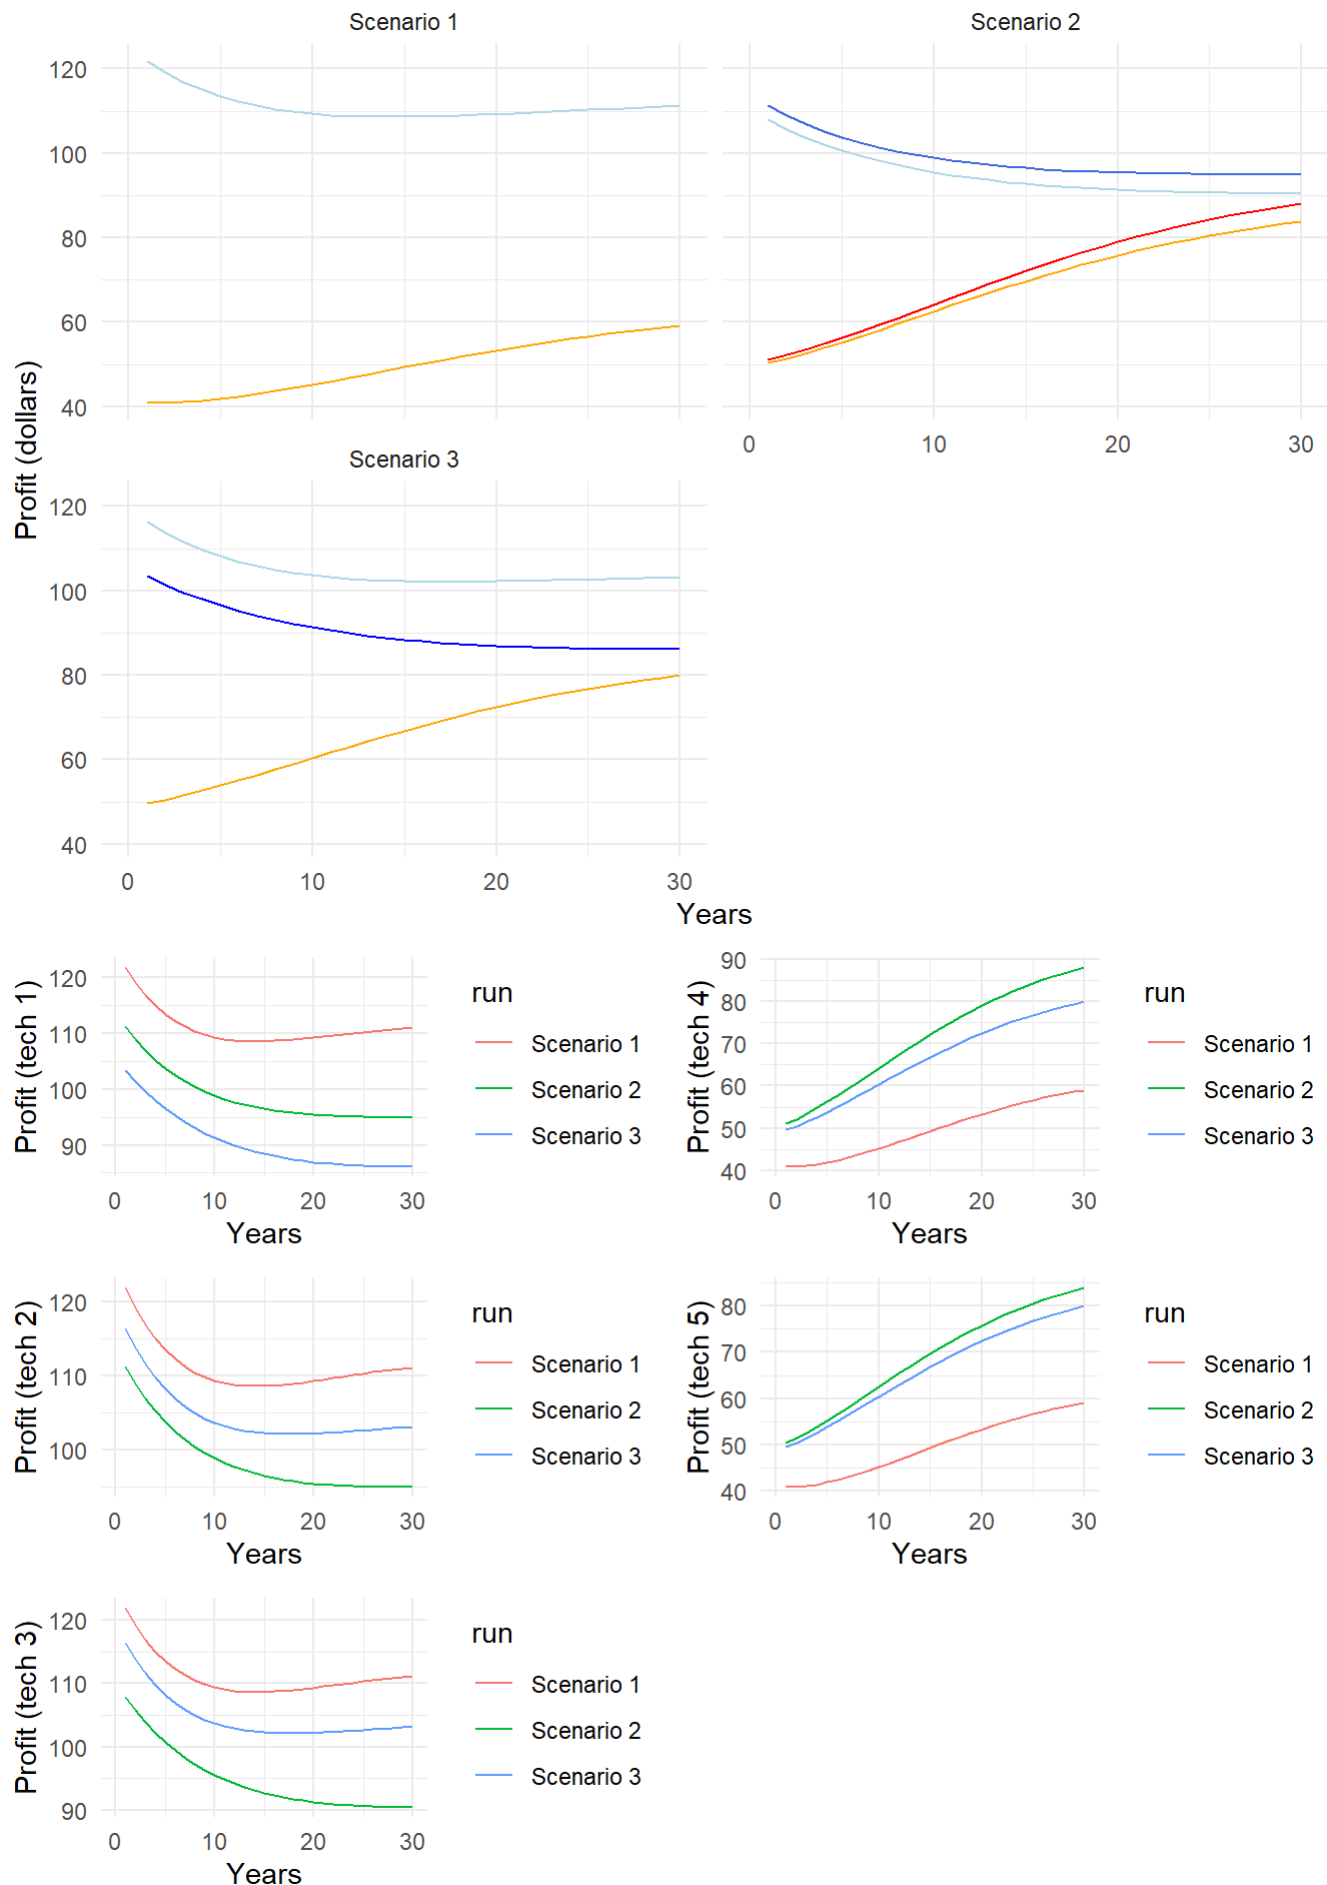 Scenario 1
Scenario 2
120
100
80
60
40
0 10 20 30
Scenario 3
120
100
80
60
40
0 10 20 30
Profit (dollars)
Years
Profit (tech 1)
120
110
100
90
0 10 20 30
Years
run
Scenario 1
Scenario 2
Scenario 3
Profit (tech 4)
90
80
70
60
50
40
0 10 20 30
Years
run
Scenario 1
Scenario 2
Scenario 3
Profit (tech 2)
120
110
100
0 10 20 30
Years
run
Scenario 1
Scenario 2
Scenario 3
Profit (tech 5)
80
70
60
50
40
0 10 20 30
Years
run
Scenario 1
Scenario 2
Scenario 3
Profit (tech 3)
120
110
100
90
0 10 20 30
Years
run
Scenario 1
Scenario 2
Scenario 3